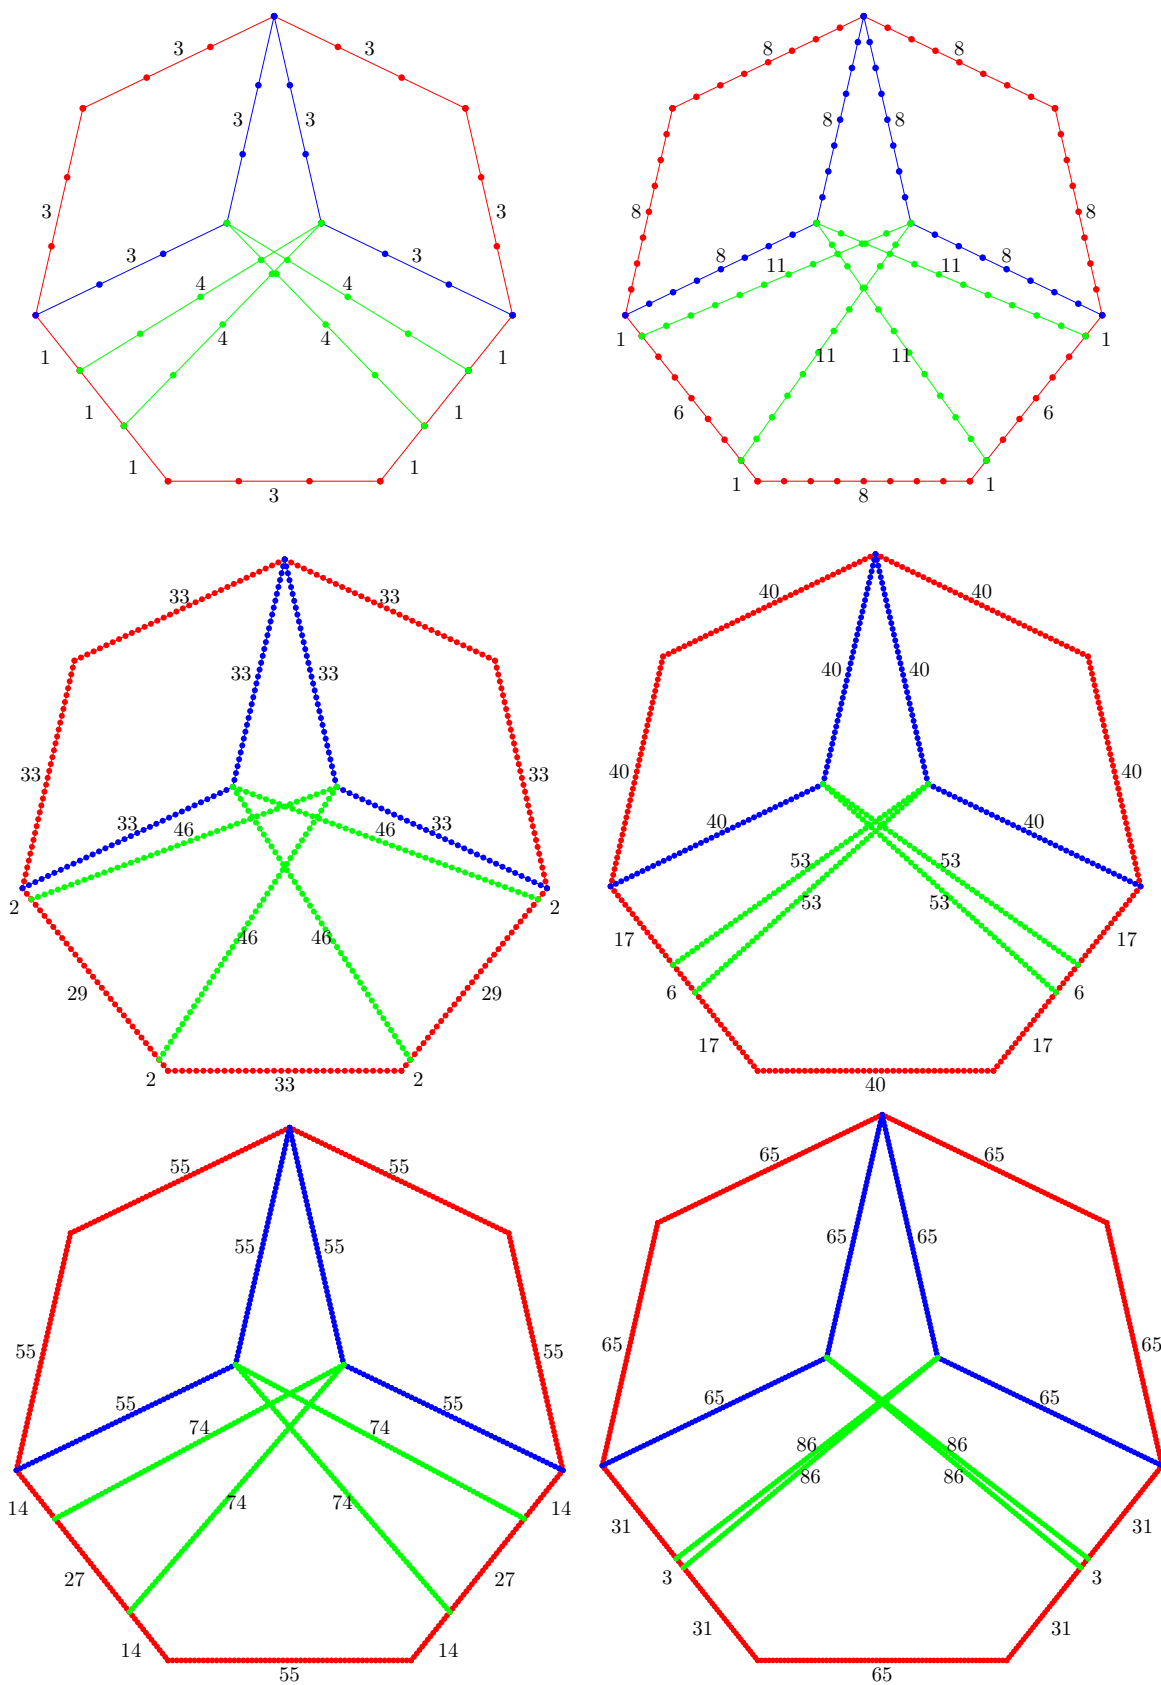 3 3 8 8
3 3 8 8
3 3 8 8
3 3 8 8
4 4 11 11
4 4 11 11
1 1 1 1
1 1 6 6
1 1 1 1
3 8
33 33 40 40
33 33 40 40
33 33 40 40
33 46 46 33 40 40
53 53
53 53
2 2 17 17
46 46
29 29 6 6
2 2 17 17
33 40
55 55 65 65
55 55 65 65
55 55 65 65
55 55 65 65
74 74 86 86
86 86
14 74 74 14 31 31
27 27 3 3
14 14 31 31
55 65